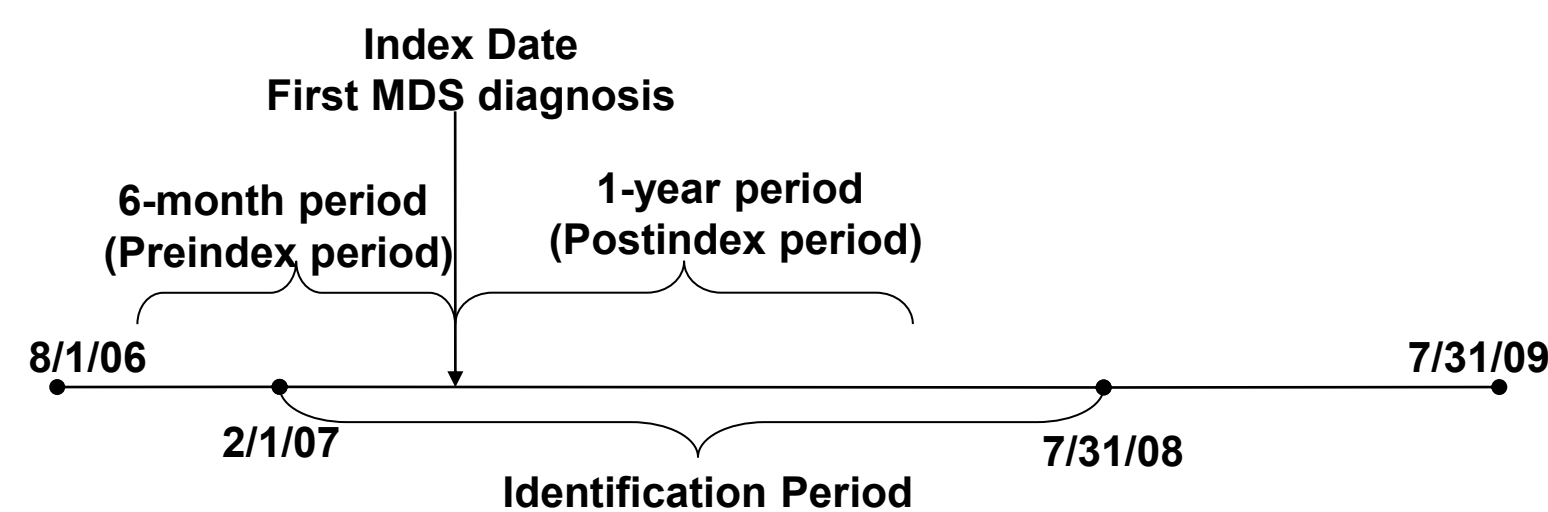 Index Date
First MDS diagnosis
6-month period
(Preindex period)
1-year period
(Postindex period)
8/1/06
7/31/09
2/1/07
7/31/08
Identification Period